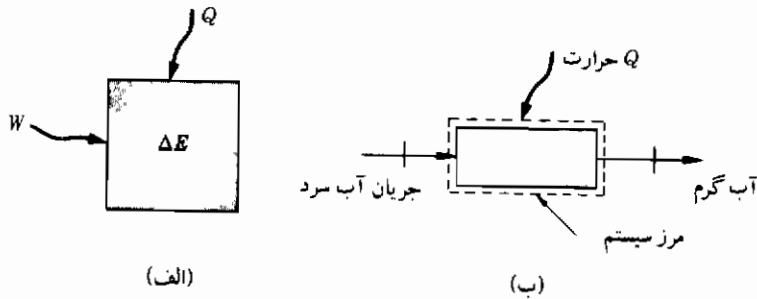 Q
W
ΔE
(الف)
Q حرارت
جریان آب سرد
آب گرم
مرز سیستم
(ب)